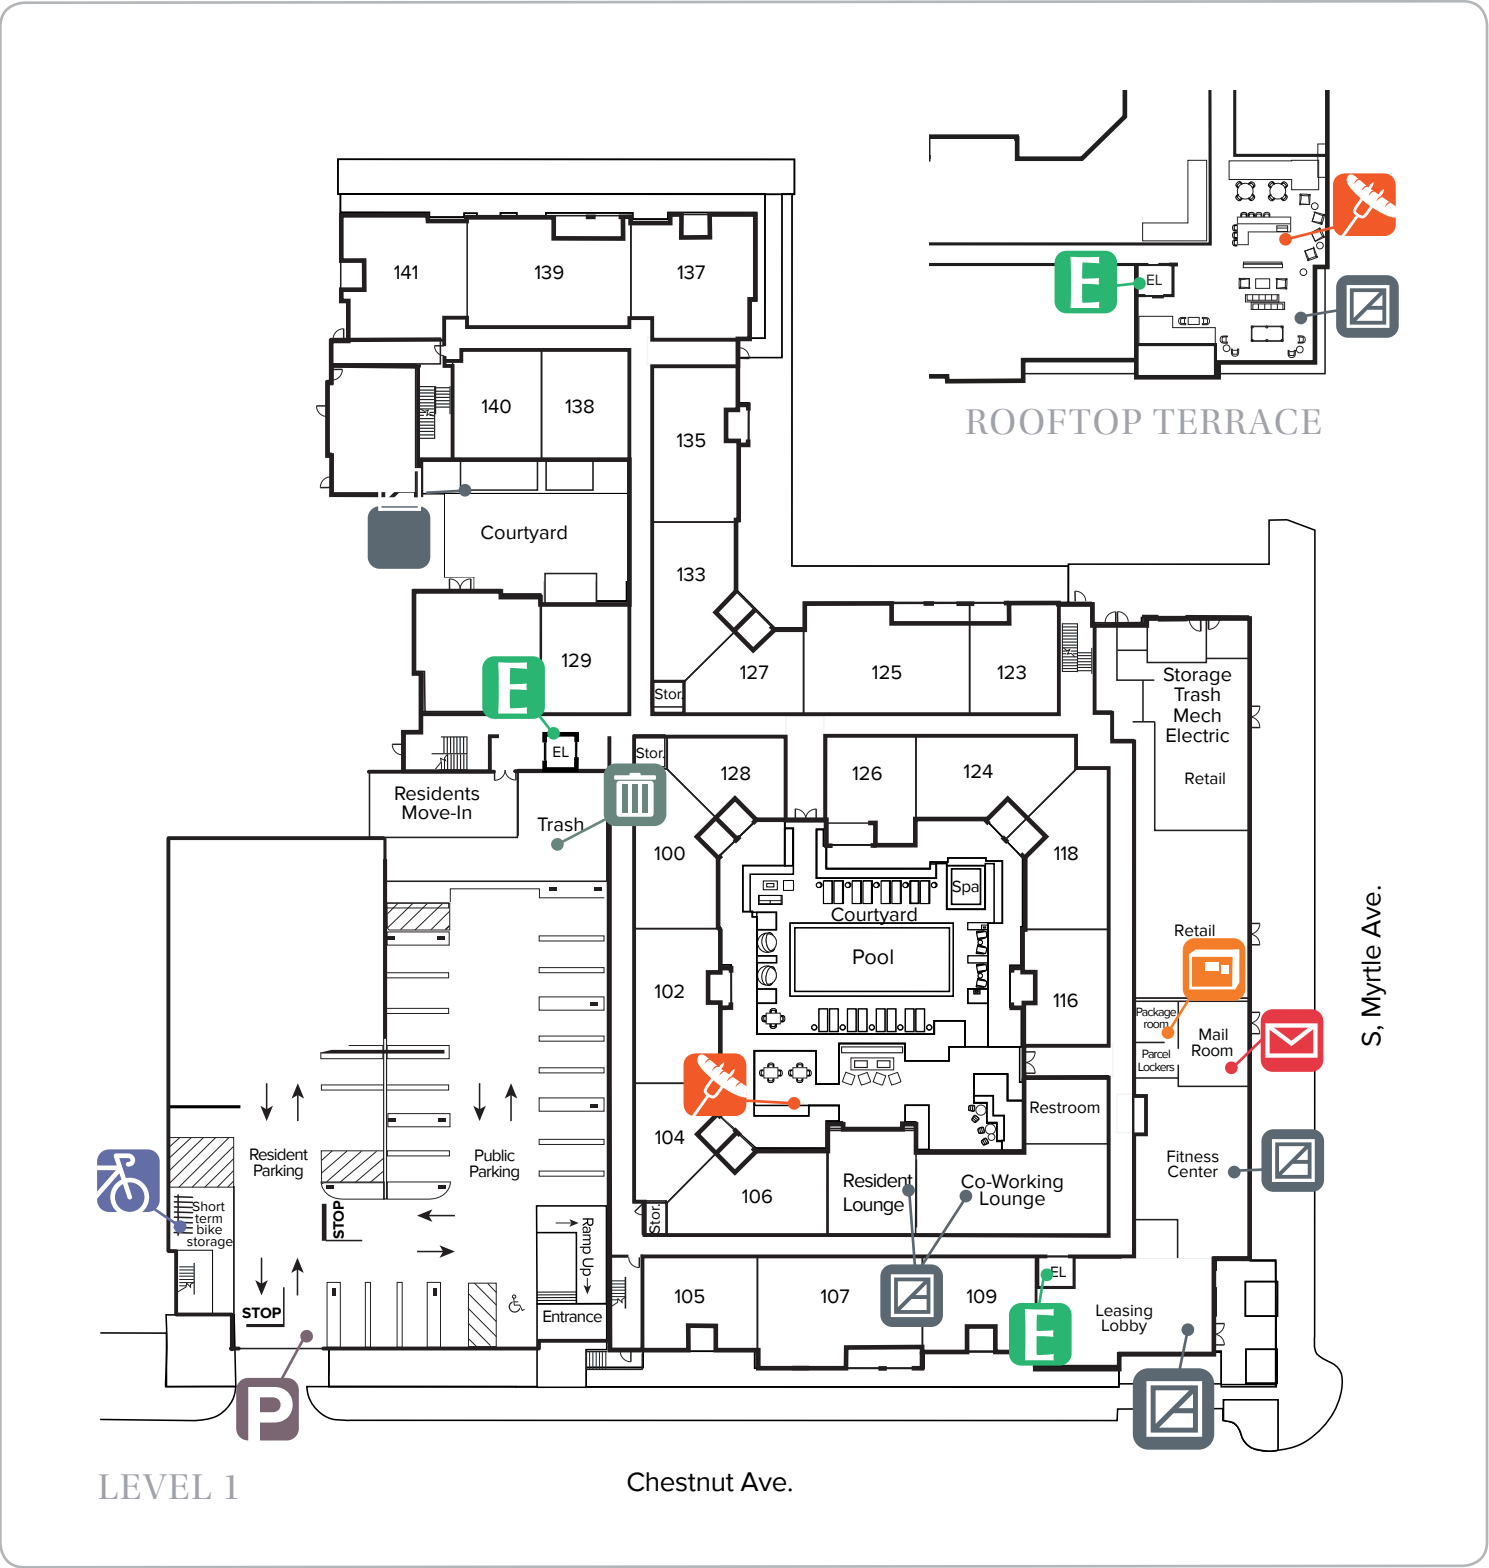 E
EL
ROOFTOP TERRACE
141
139
137
140
138
135
Courtyard
133
129
127
125
123
Stor.
E
EL
Storage
Trash
Mech
Electric
Retail
Stor.
128
126
124
Residents
Move-In
Trash
100
118
Spa
Courtyard
Pool
102
116
Retail
Package
room
Parcel
Lockers
Mail
Room
S, Myrtle Ave.
104
Restroom
106
Resident
Lounge
Co-Working
Lounge
Fitness
Center
Stor.
Resident
Parking
Public
Parking
Short
term
bike
storage
STOP
STOP
Ramp Up
Entrance
105
107
109
EL
E
Leasing
Lobby
P
LEVEL 1
Chestnut Ave.